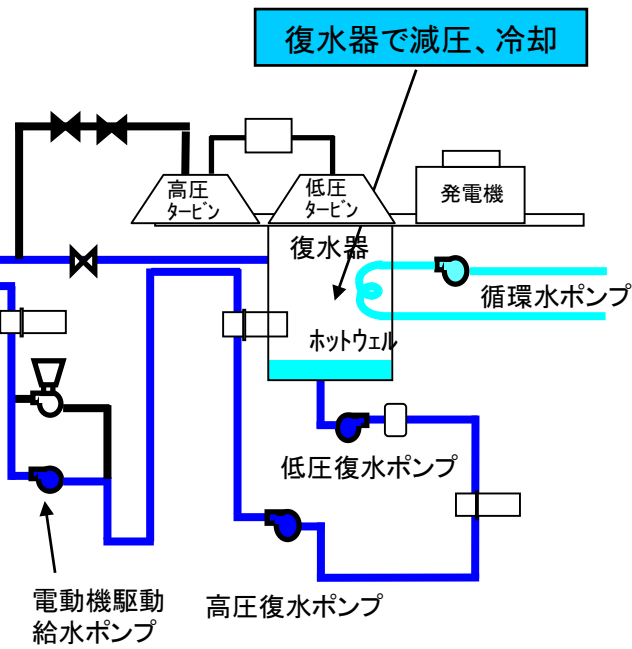 復水器で減圧、冷却
高圧
ﾀｰﾋﾞﾝ
低圧
ﾀｰﾋﾞﾝ
発電機
復水器
循環水ポンプ
ホットウェル
低圧復水ポンプ
電動機駆動
給水ポンプ
高圧復水ポンプ